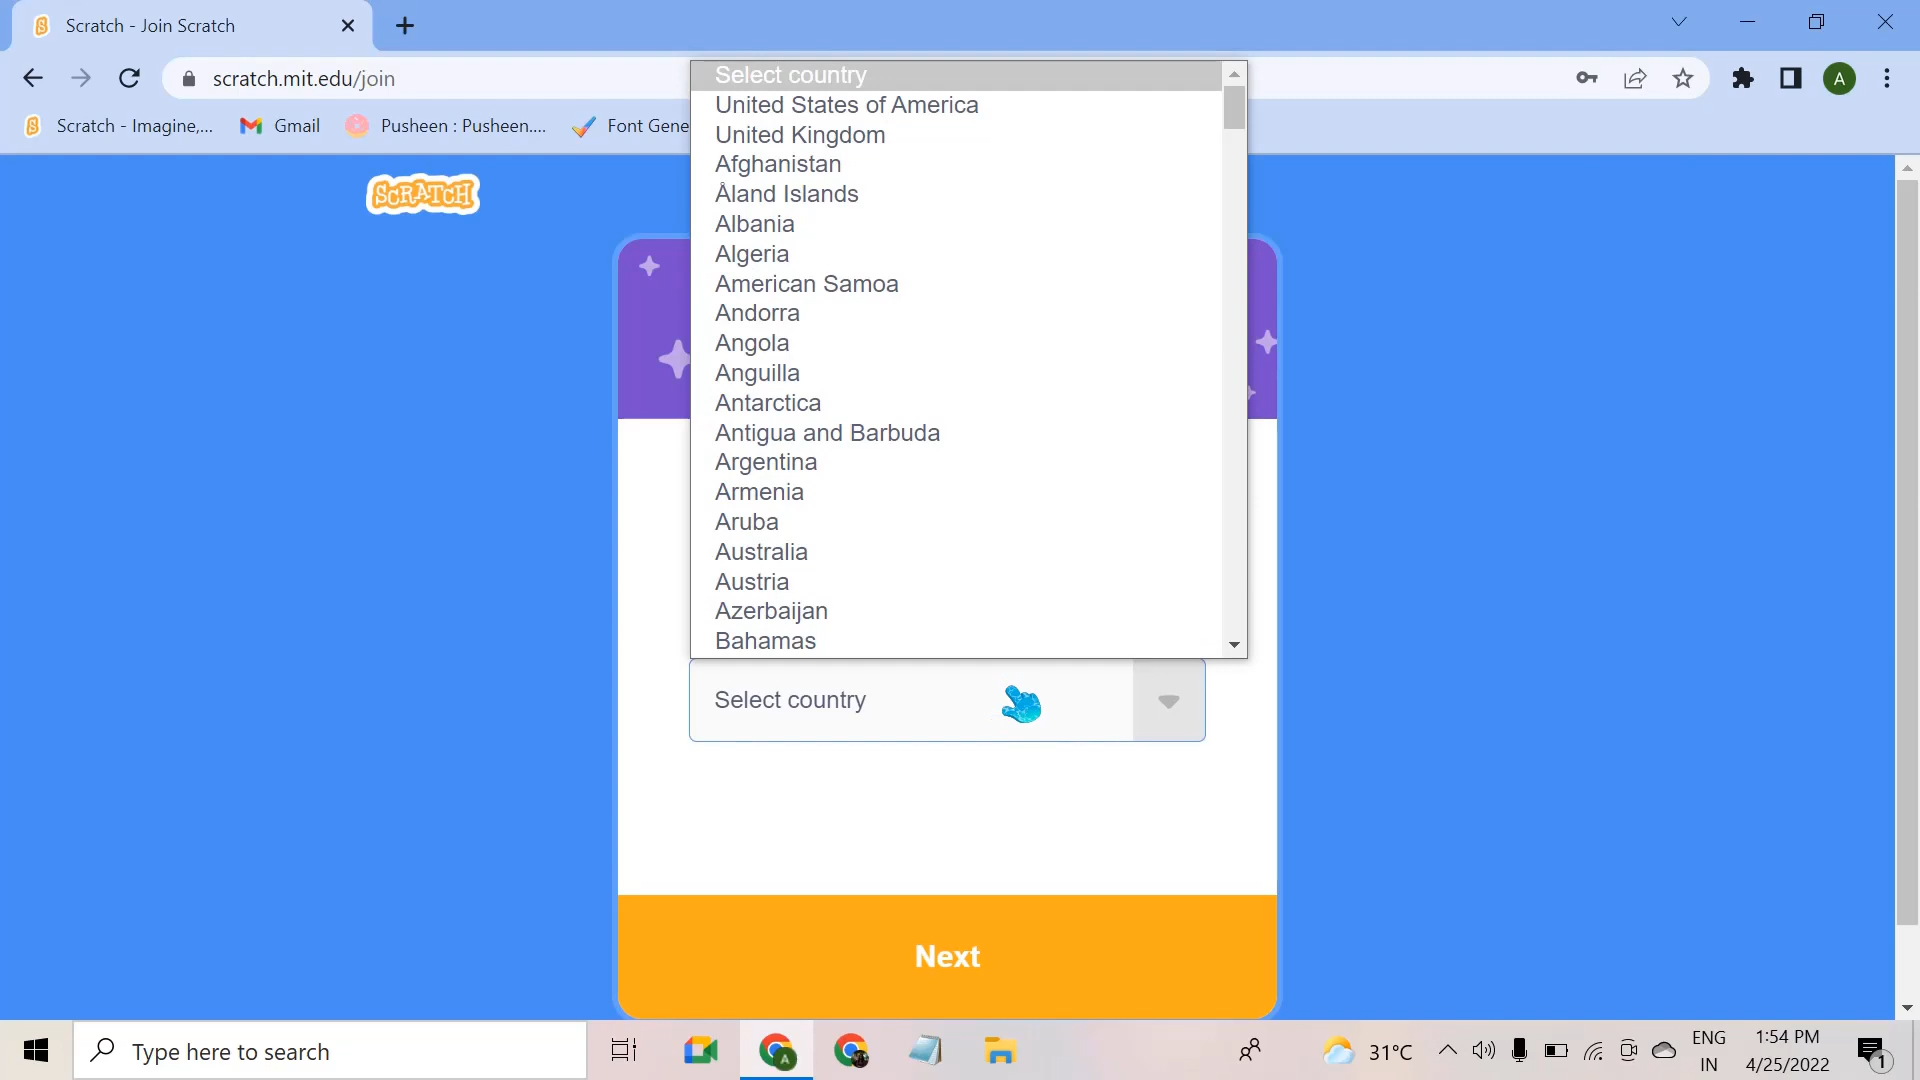 Scratch - Join Scratch
scratch.mit.edu/join
A
Scratch - Imagine,...
Gmail
Pusheen : Pusheen....
Font Gene
SCRATCH
Select country
United States of America
United Kingdom
Afghanistan
Åland Islands
Albania
Algeria
American Samoa
Andorra
Angola
Anguilla
Antarctica
Antigua and Barbuda
Argentina
Armenia
Aruba
Australia
Austria
Azerbaijan
Bahamas
Select country
Next
Type here to search
A
31°C
ENG
IN
1:54 PM
4/25/2022
1